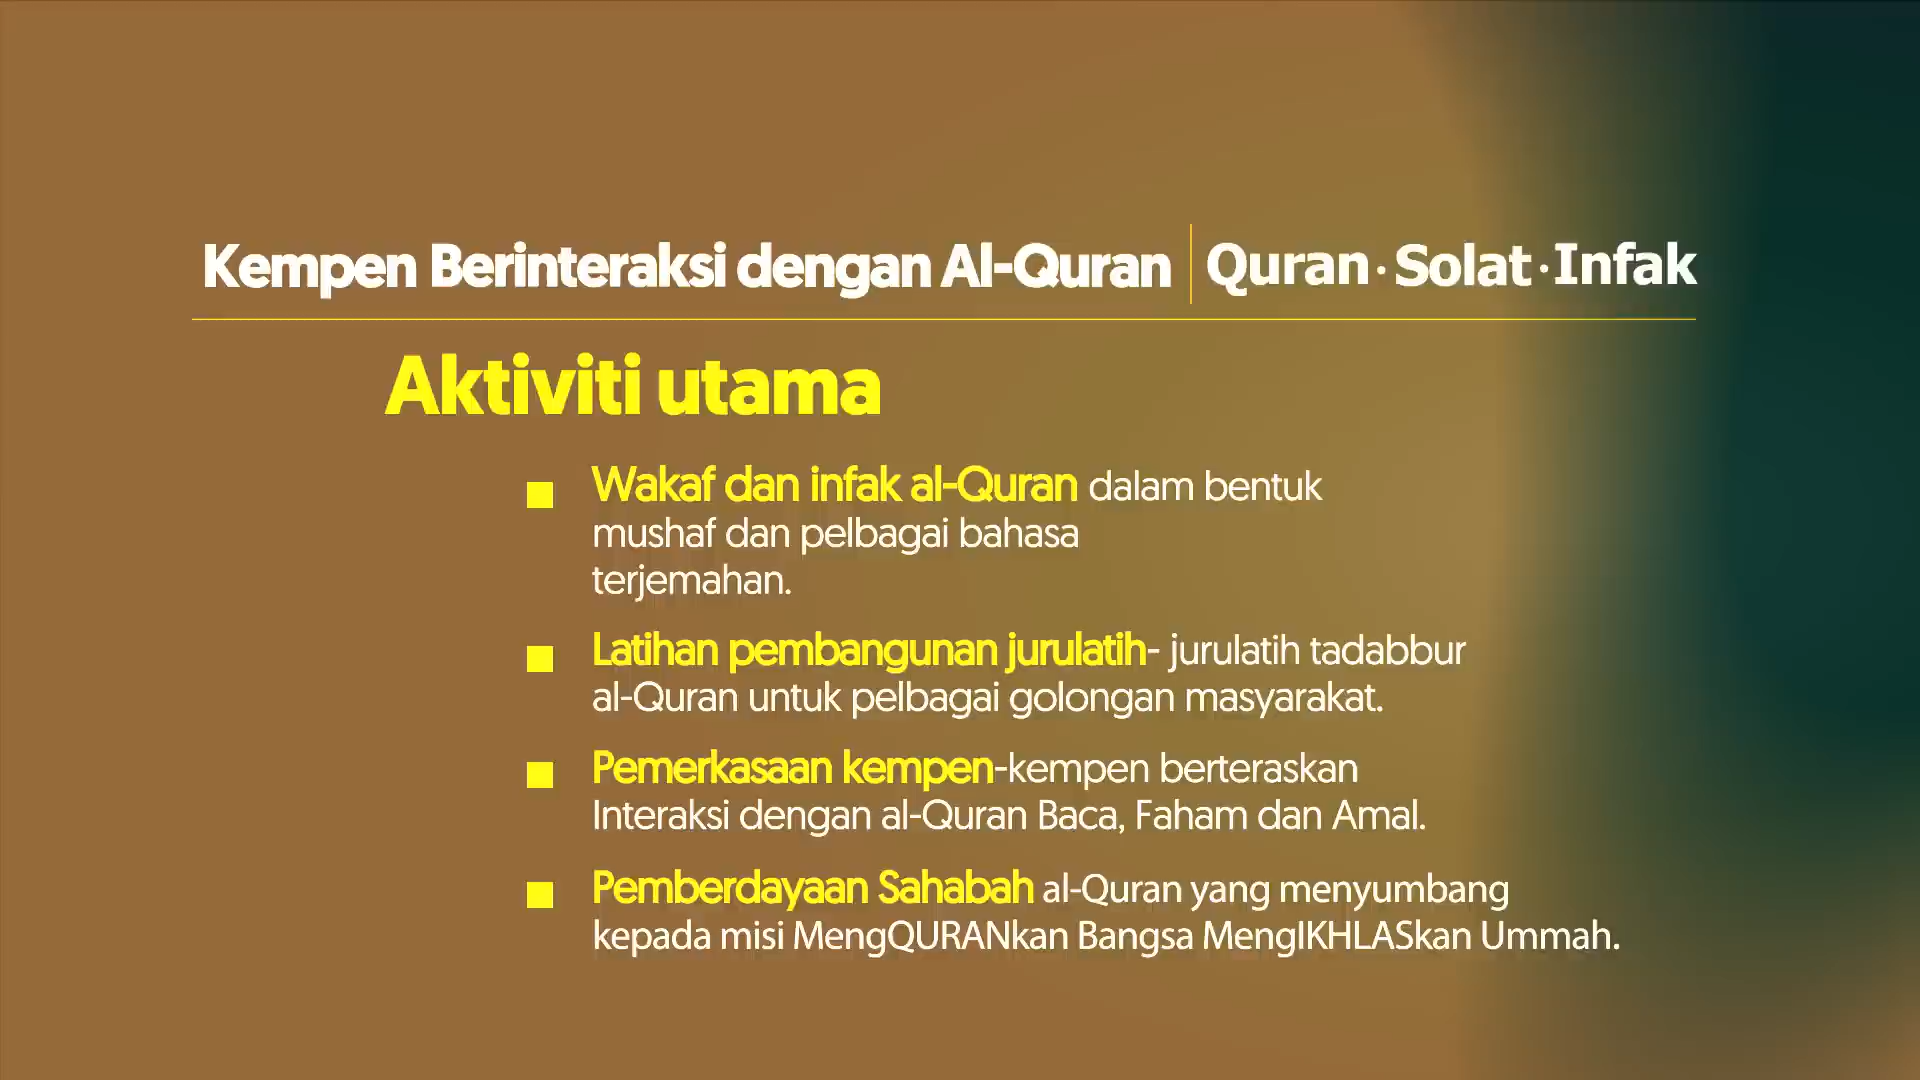 Kempen Berinteraksi dengan Al-Quran | Quran · Solat · Infak
Aktiviti utama
Wakaf dan infak al-Quran dalam bentuk
mushaf dan pelbagai bahasa
terjemahan.
Latihan pembangunan jurulatih- jurulatih tadabbur
al-Quran untuk pelbagai golongan masyarakat.
Pemerkasaan kempen-kempen berteraskan
Interaksi dengan al-Quran Baca, Faham dan Amal.
Pemberdayaan Sahabah al-Quran yang menyumbang
kepada misi MengQURANkan Bangsa MengIKHLASkan Ummah.